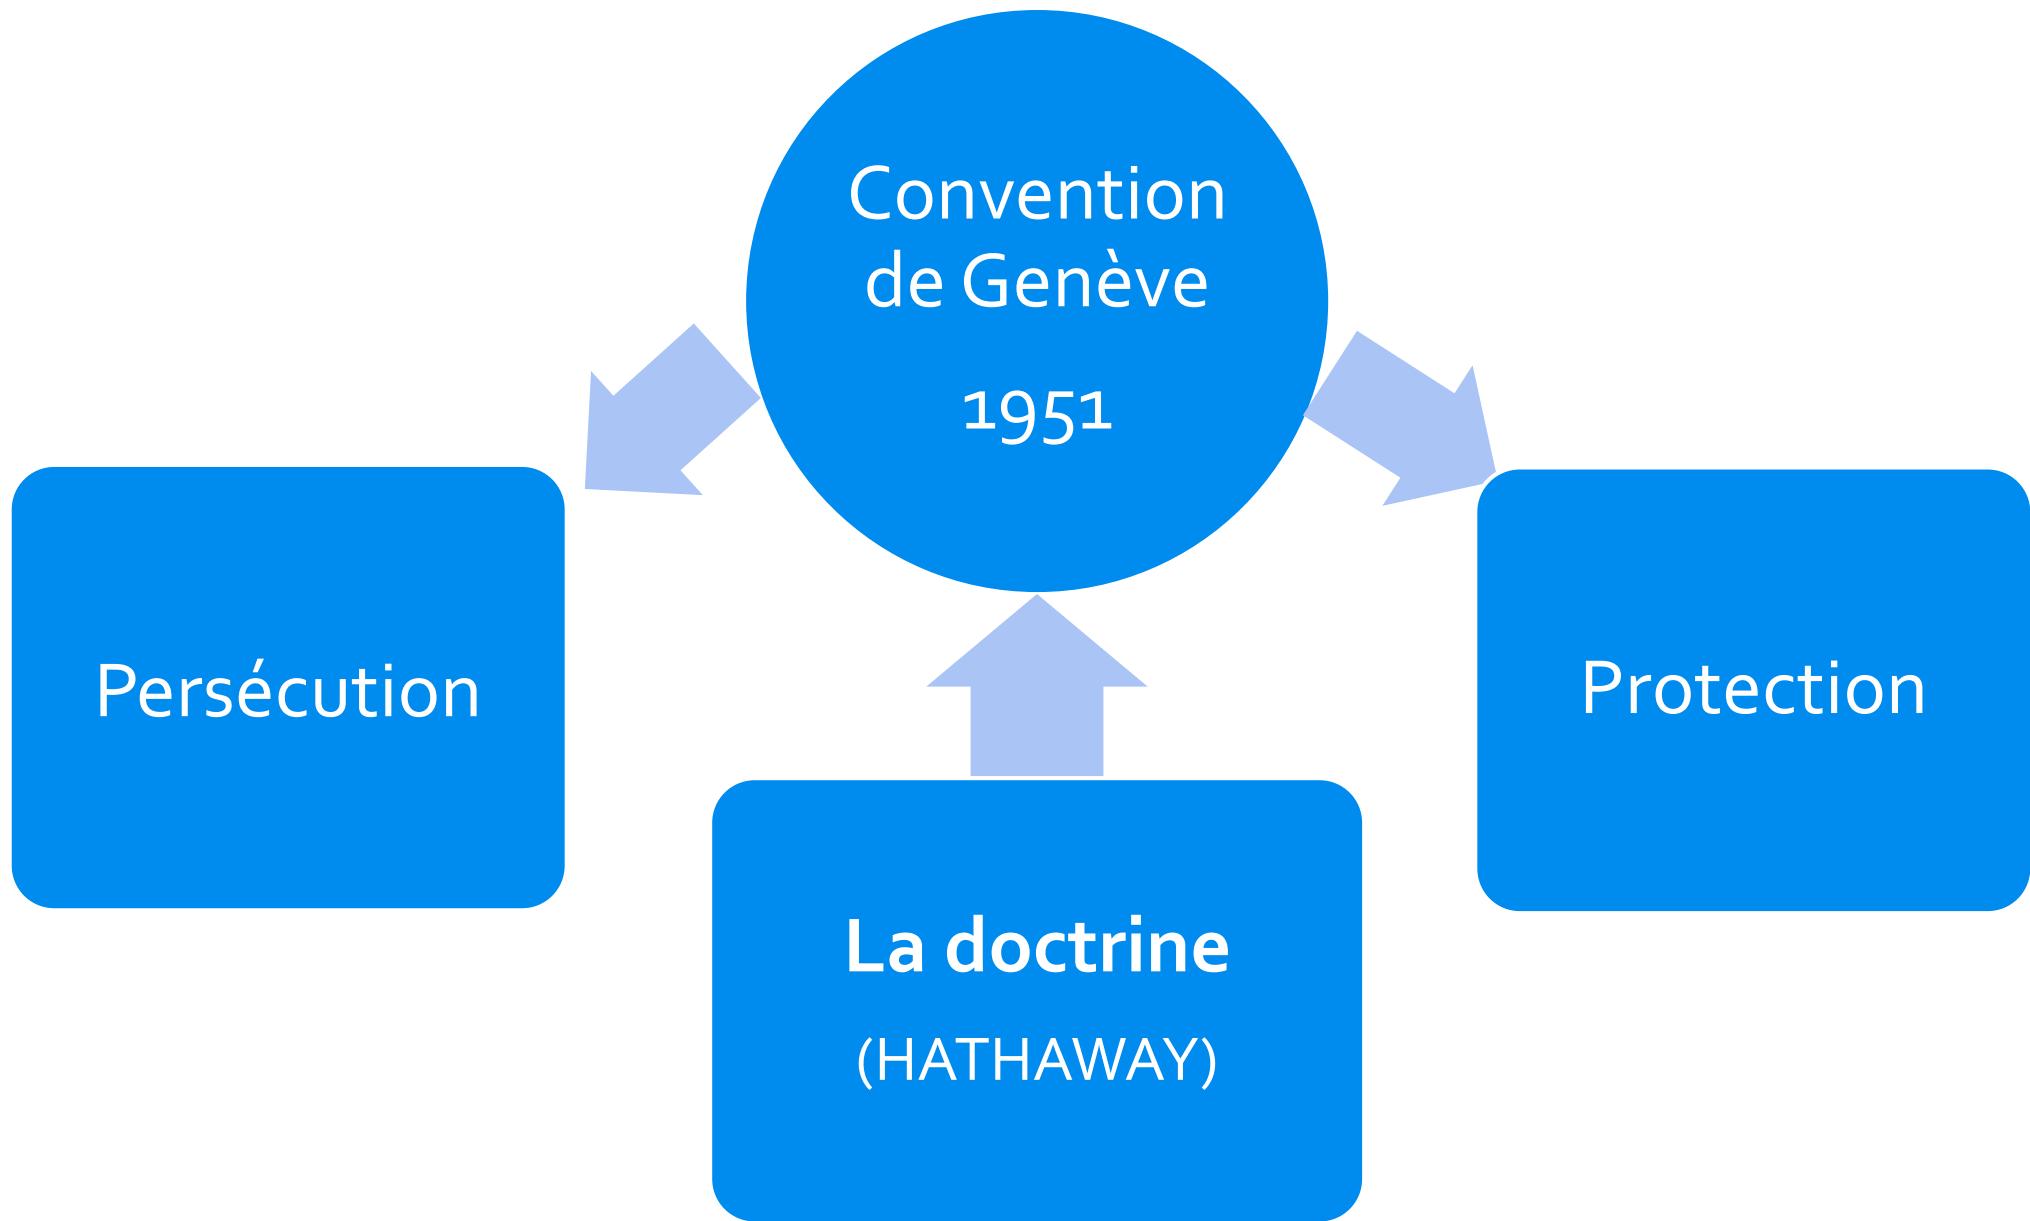 Convention
de Genève
1951
Persécution
Protection
La doctrine
(HATHAWAY)